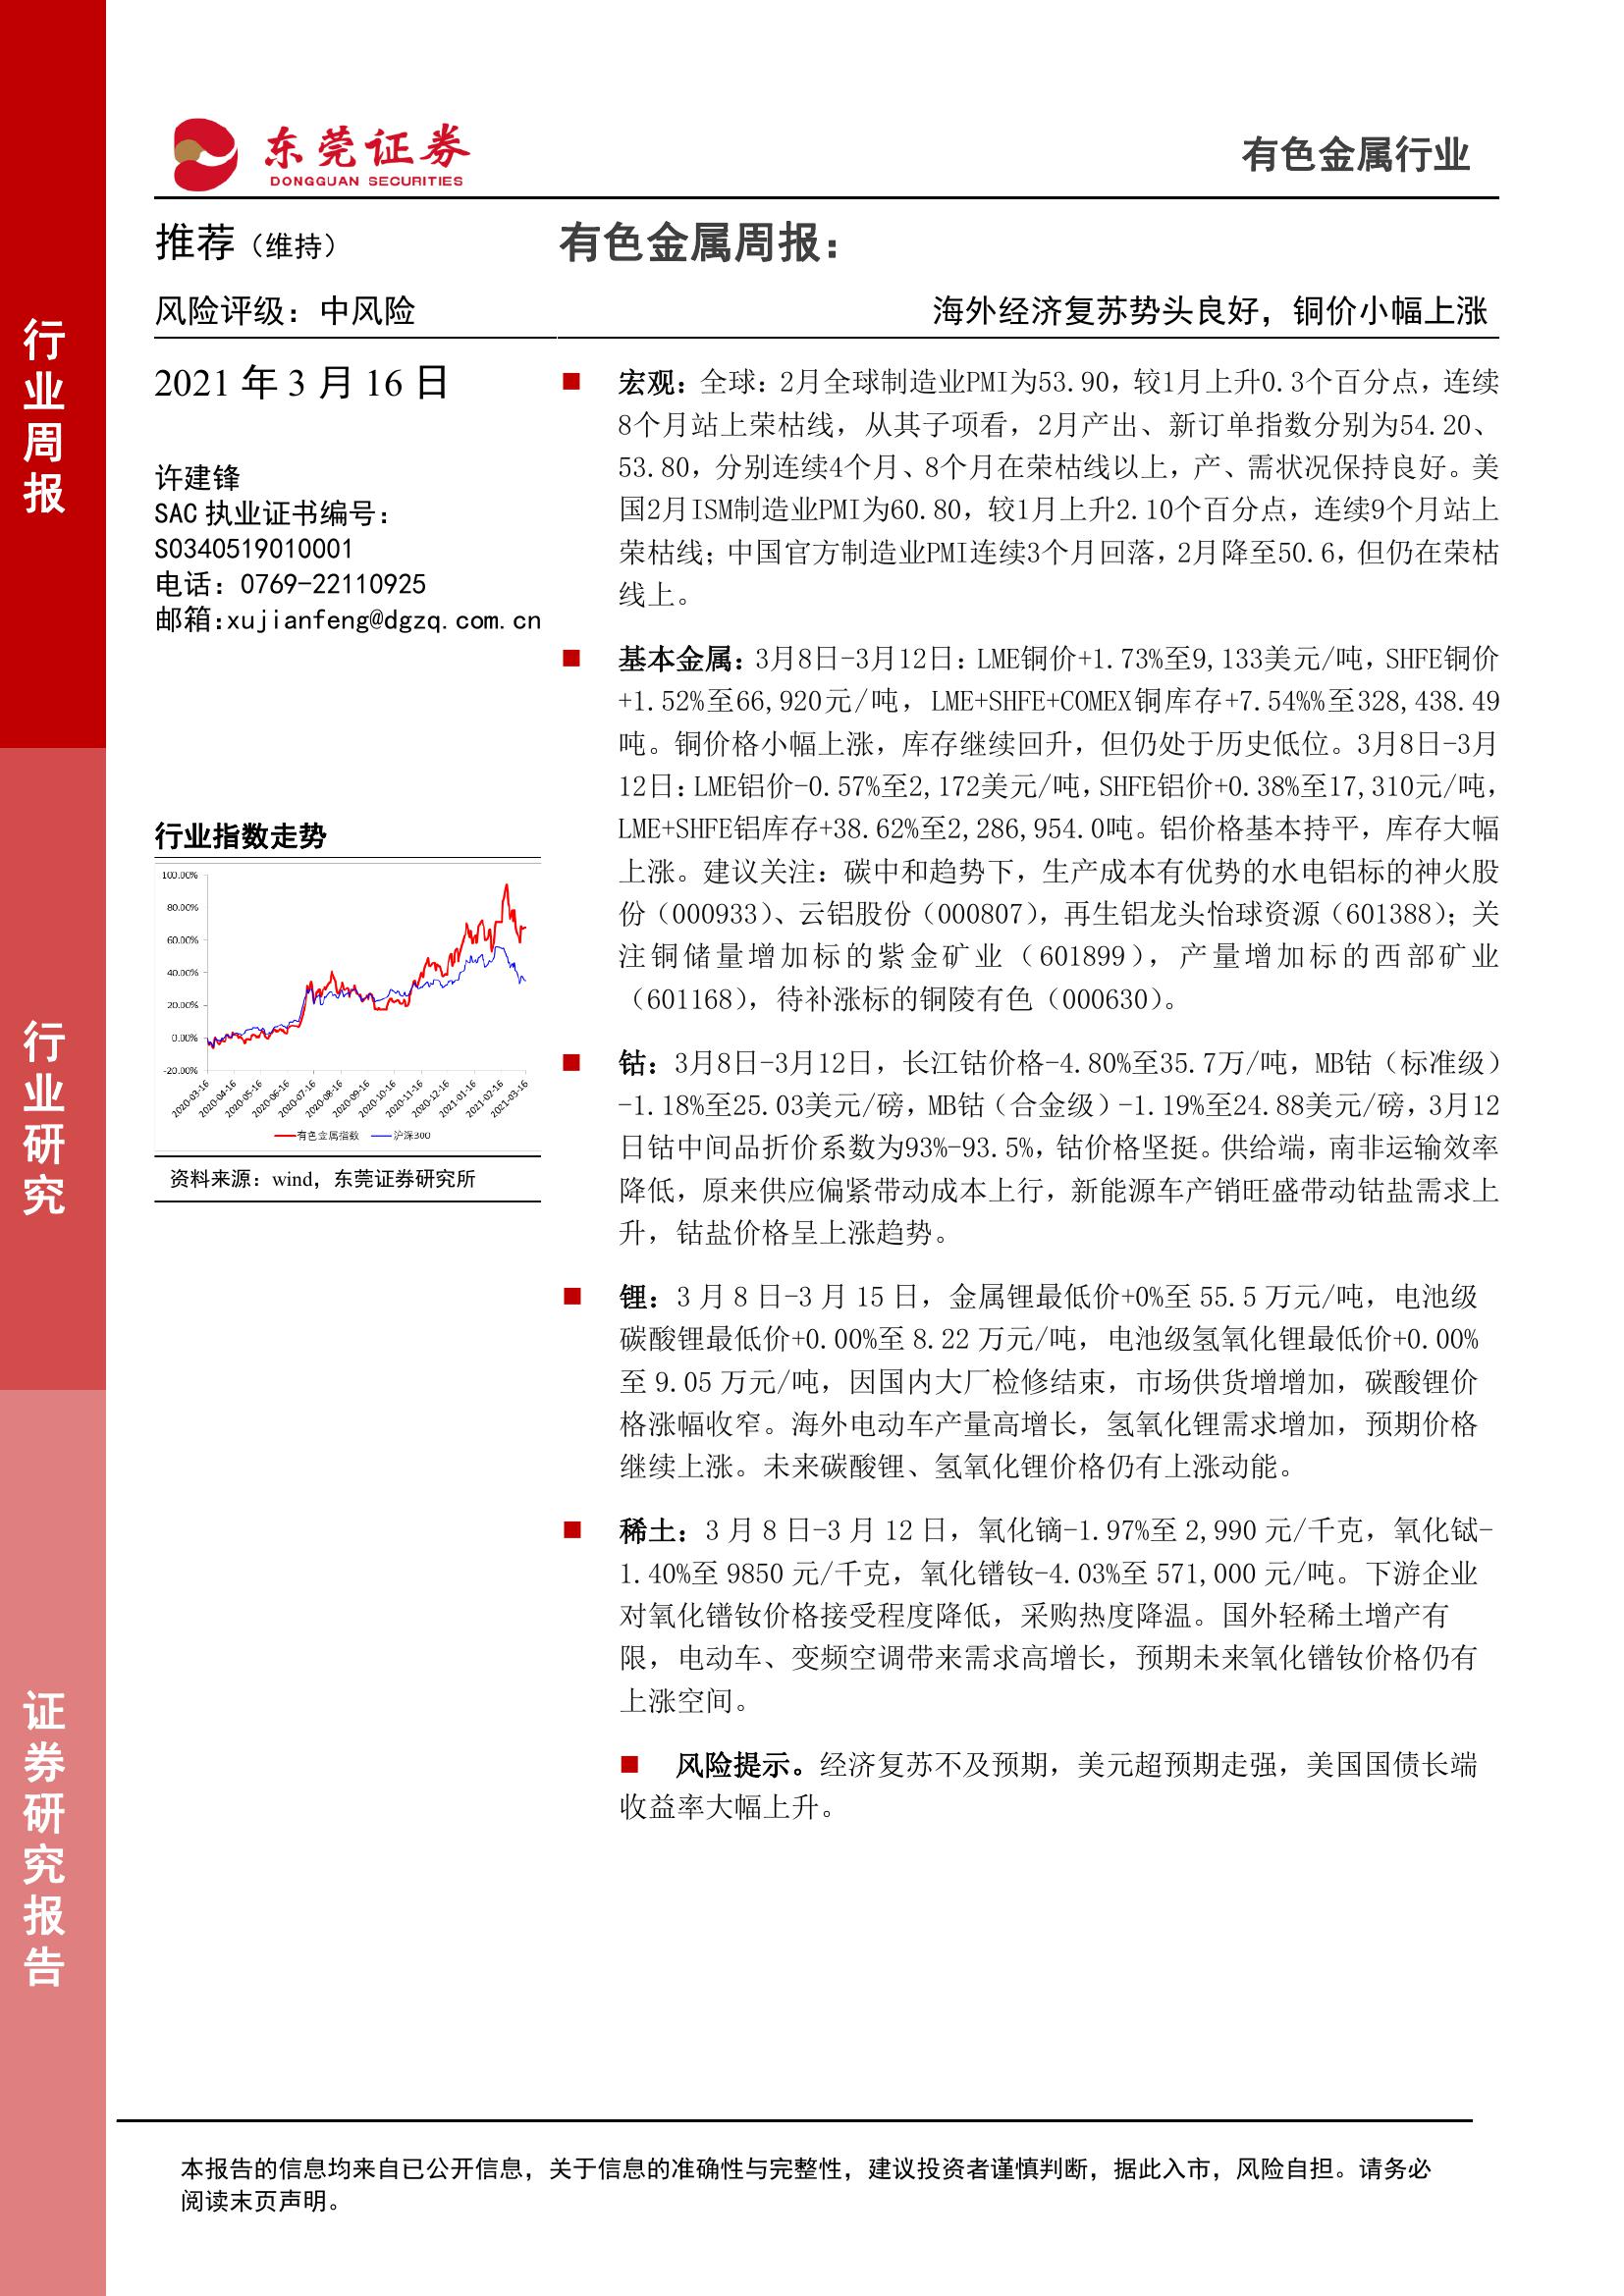 东莞证券
DONGGUAN SECURITIES
有色金属行业
行业周报
行业研究
证券研究报告
推荐（维持）
风险评级：中风险
2021 年 3 月 16 日
许建锋
SAC 执业证书编号：
S0340519010001
电话：0769-22110925
邮箱:xujianfeng@dgzq.com.cn
行业指数走势
100.00%
80.00%
60.00%
40.00%
20.00%
0.00%
-20.00%
2020-03-16
2020-04-16
2020-05-16
2020-06-16
2020-07-16
2020-08-16
2020-09-16
2020-10-16
2020-11-16
2020-12-16
2021-01-16
2021-02-16
2021-03-16
有色金属指数 沪深300
资料来源：wind，东莞证券研究所
有色金属周报：
海外经济复苏势头良好，铜价小幅上涨
■ 宏观：全球：2月全球制造业PMI为53.90，较1月上升0.3个百分点，连续
8个月站上荣枯线，从其子项看，2月产出、新订单指数分别为54.20、
53.80，分别连续4个月、8个月在荣枯线以上，产、需状况保持良好。美
国2月ISM制造业PMI为60.80，较1月上升2.10个百分点，连续9个月站上
荣枯线；中国官方制造业PMI连续3个月回落，2月降至50.6，但仍在荣枯
线上。
■ 基本金属：3月8日-3月12日：LME铜价+1.73%至9,133美元/吨，SHFE铜价
+1.52%至66,920元/吨，LME+SHFE+COMEX铜库存+7.54%%至328,438.49
吨。铜价格小幅上涨，库存继续回升，但仍处于历史低位。3月8日-3月
12日：LME铝价-0.57%至2,172美元/吨，SHFE铝价+0.38%至17,310元/吨，
LME+SHFE铝库存+38.62%至2,286,954.0吨。铝价格基本持平，库存大幅
上涨。建议关注：碳中和趋势下，生产成本有优势的水电铝标的神火股
份（000933）、云铝股份（000807），再生铝龙头怡球资源（601388）；关
注铜储量增加标的紫金矿业（601899），产量增加标的西部矿业
（601168），待补涨标的铜陵有色（000630）。
■ 钴：3月8日-3月12日，长江钴价格-4.80%至35.7万/吨，MB钴（标准级）
-1.18%至25.03美元/磅，MB钴（合金级）-1.19%至24.88美元/磅，3月12
日钴中间品折价系数为93%-93.5%，钴价格坚挺。供给端，南非运输效率
降低，原来供应偏紧带动成本上行，新能源车产销旺盛带动钴盐需求上
升，钴盐价格呈上涨趋势。
■ 锂：3 月 8 日-3 月 15 日，金属锂最低价+0%至 55.5 万元/吨，电池级
碳酸锂最低价+0.00%至 8.22 万元/吨，电池级氢氧化锂最低价+0.00%
至 9.05 万元/吨，因国内大厂检修结束，市场供货增增加，碳酸锂价
格涨幅收窄。海外电动车产量高增长，氢氧化锂需求增加，预期价格
继续上涨。未来碳酸锂、氢氧化锂价格仍有上涨动能。
■ 稀土：3 月 8 日-3 月 12 日，氧化镝-1.97%至 2,990 元/千克，氧化铽-
1.40%至 9850 元/千克，氧化镨钕-4.03%至 571,000 元/吨。下游企业
对氧化镨钕价格接受程度降低，采购热度降温。国外轻稀土增产有
限，电动车、变频空调带来需求高增长，预期未来氧化镨钕价格仍有
上涨空间。
■ 风险提示。经济复苏不及预期，美元超预期走强，美国国债长端
收益率大幅上升。
本报告的信息均来自已公开信息，关于信息的准确性与完整性，建议投资者谨慎判断，据此入市，风险自担。请务必
阅读末页声明。